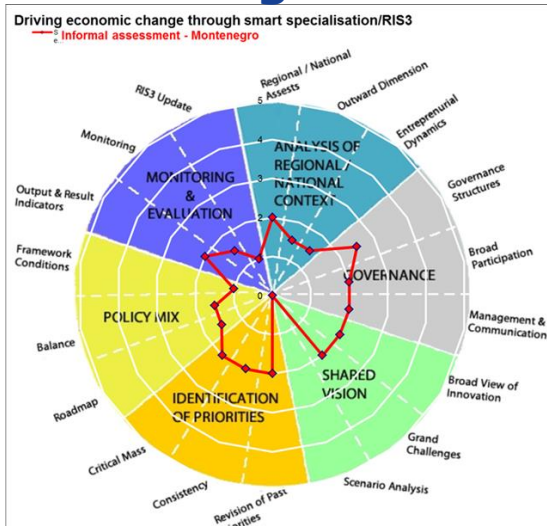 Driving economic change through smart specialisation/RIS3
S
e...
Informal assessment - Montenegro
Regional / National
Assests
Outward Dimension
Entreprenurial
Dynamics
Governance
Structures
Broad
Participation
Management &
Communication
Broad View of
Innovation
Grand
Challenges
Scenario Analysis
Revision of Past
Consistency
Critical Mass
Roadmap
Balance
Framework
Conditions
Output & Result
Indicators
Monitoring
RIS3 Update
5
4
3
2
1
0
ANALYSIS OF
REGIONAL /
NATIONAL
CONTEXT
GOVERNANCE
SHARED
VISION
IDENTIFICATION
OF PRIORITIES
POLICY MIX
MONITORING
&
EVALUATION